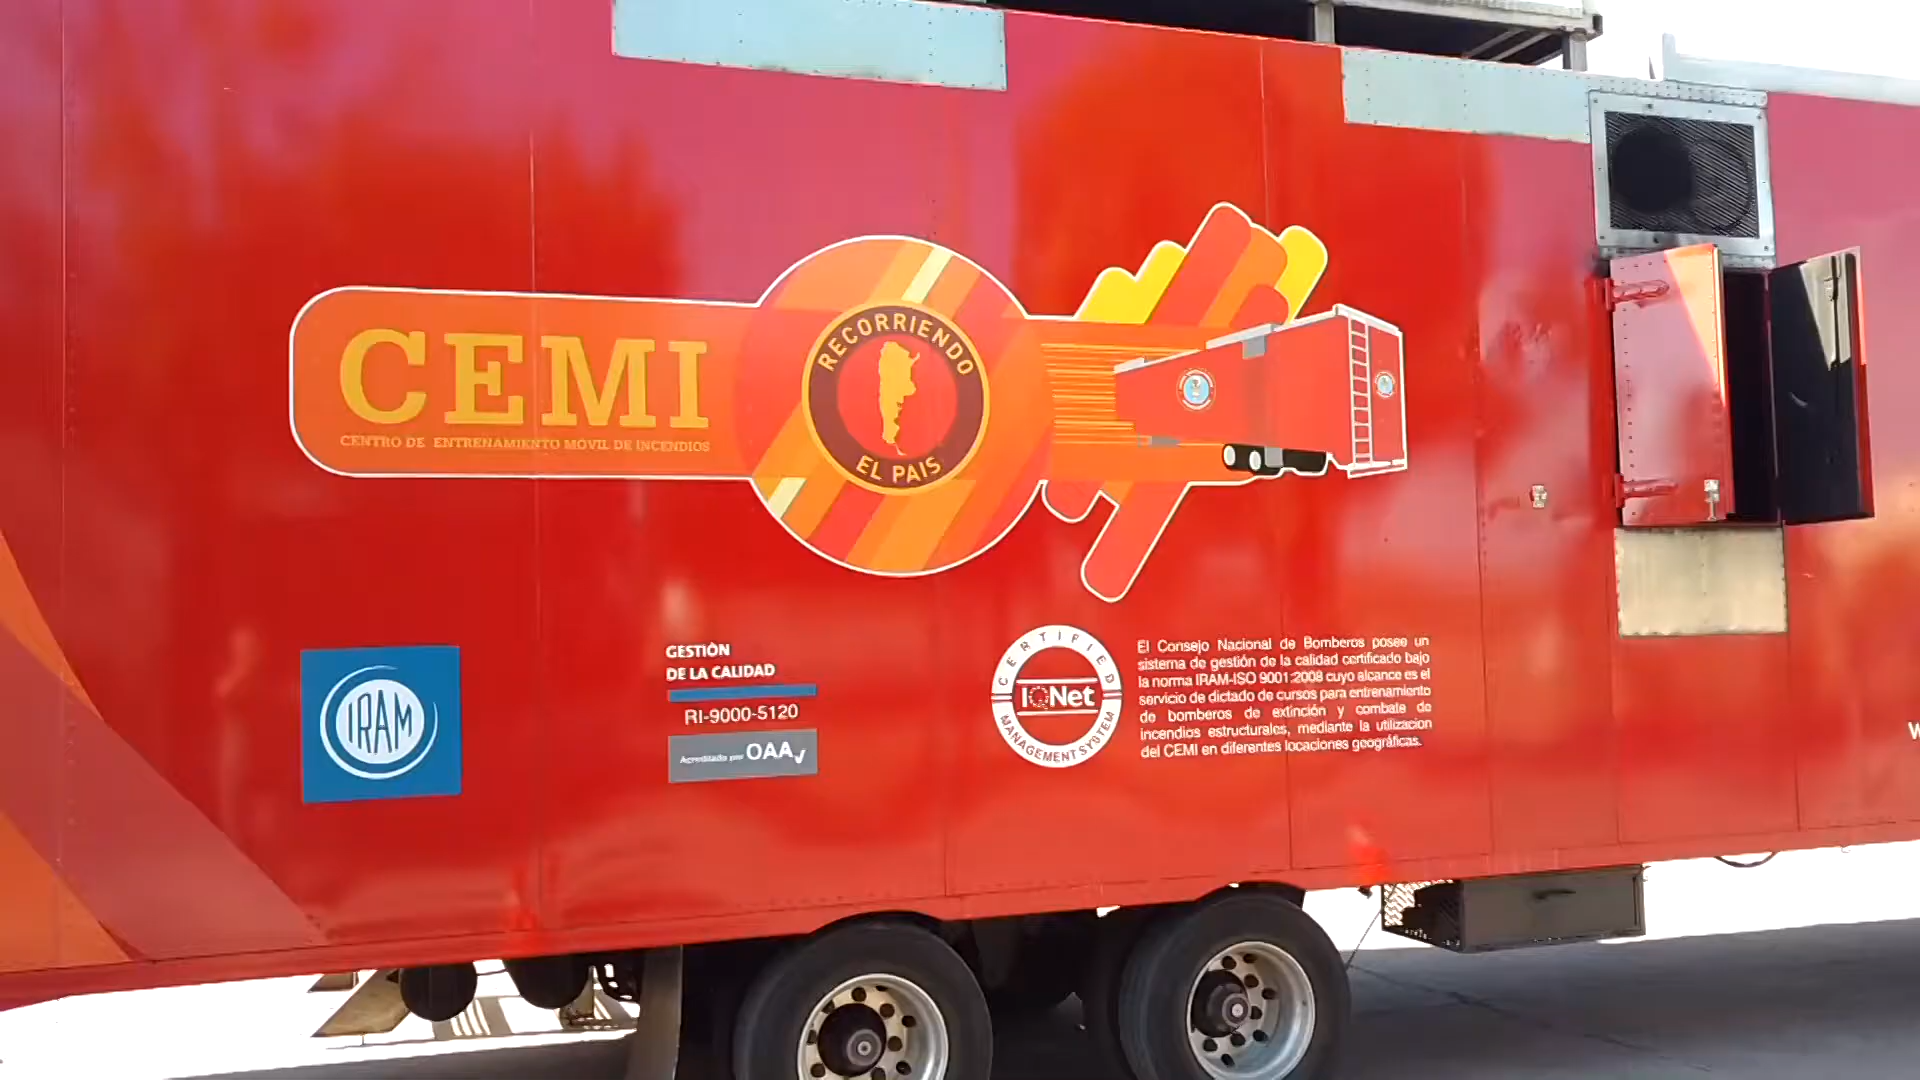 CEMI
CENTRO DE ENTRENAMIENTO MÓVIL DE INCENDIOS
RECORRIENDO
EL PAIS
IRAM
GESTIÓN
DE LA CALIDAD
RI-9000-5120
Acreditado por OAA
CERTIFIED
IQNet
MANAGEMENT SYSTEM
El Consejo Nacional de Bomberos posee un
sistema de gestión de la calidad certificado bajo
la norma IRAM-ISO 9001:2008 cuyo alcance es el
servicio de dictado de cursos para entrenamiento
de bomberos de extinción y combate de
incendios estructurales, mediante la utilizacion
del CEMI en diferentes locaciones geográficas.